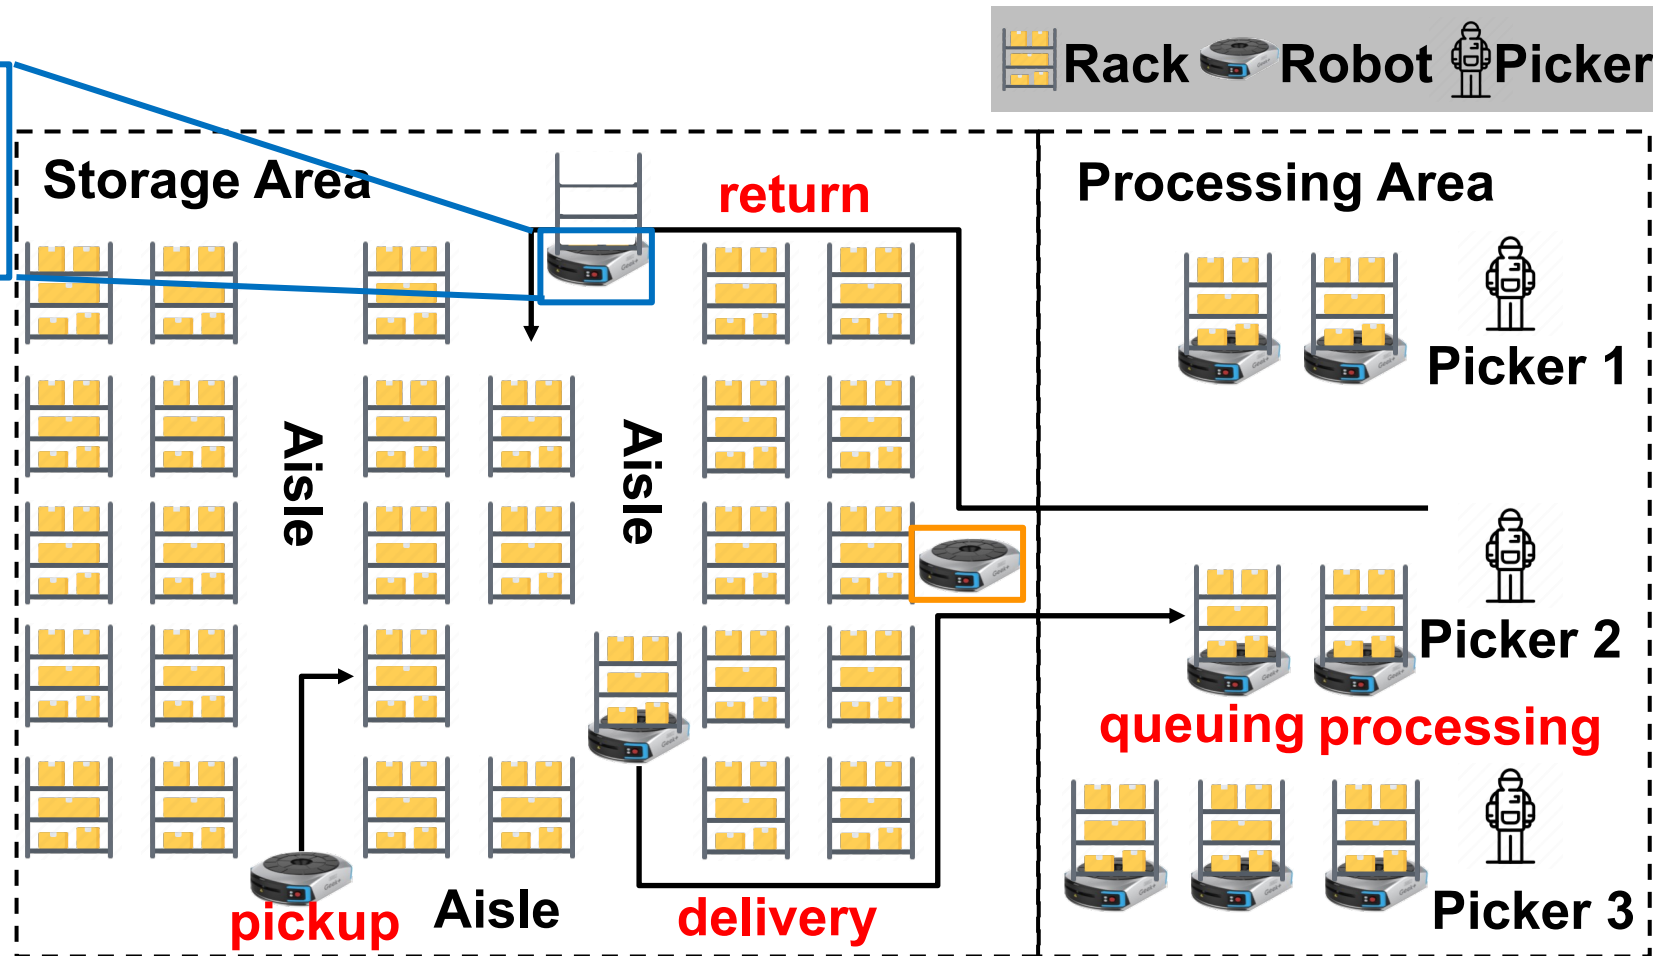 Rack Robot Picker
Storage Area
return
Processing Area
Picker 1
Aisle
Aisle
Picker 2
queuing processing
pickup
Aisle
delivery
Picker 3